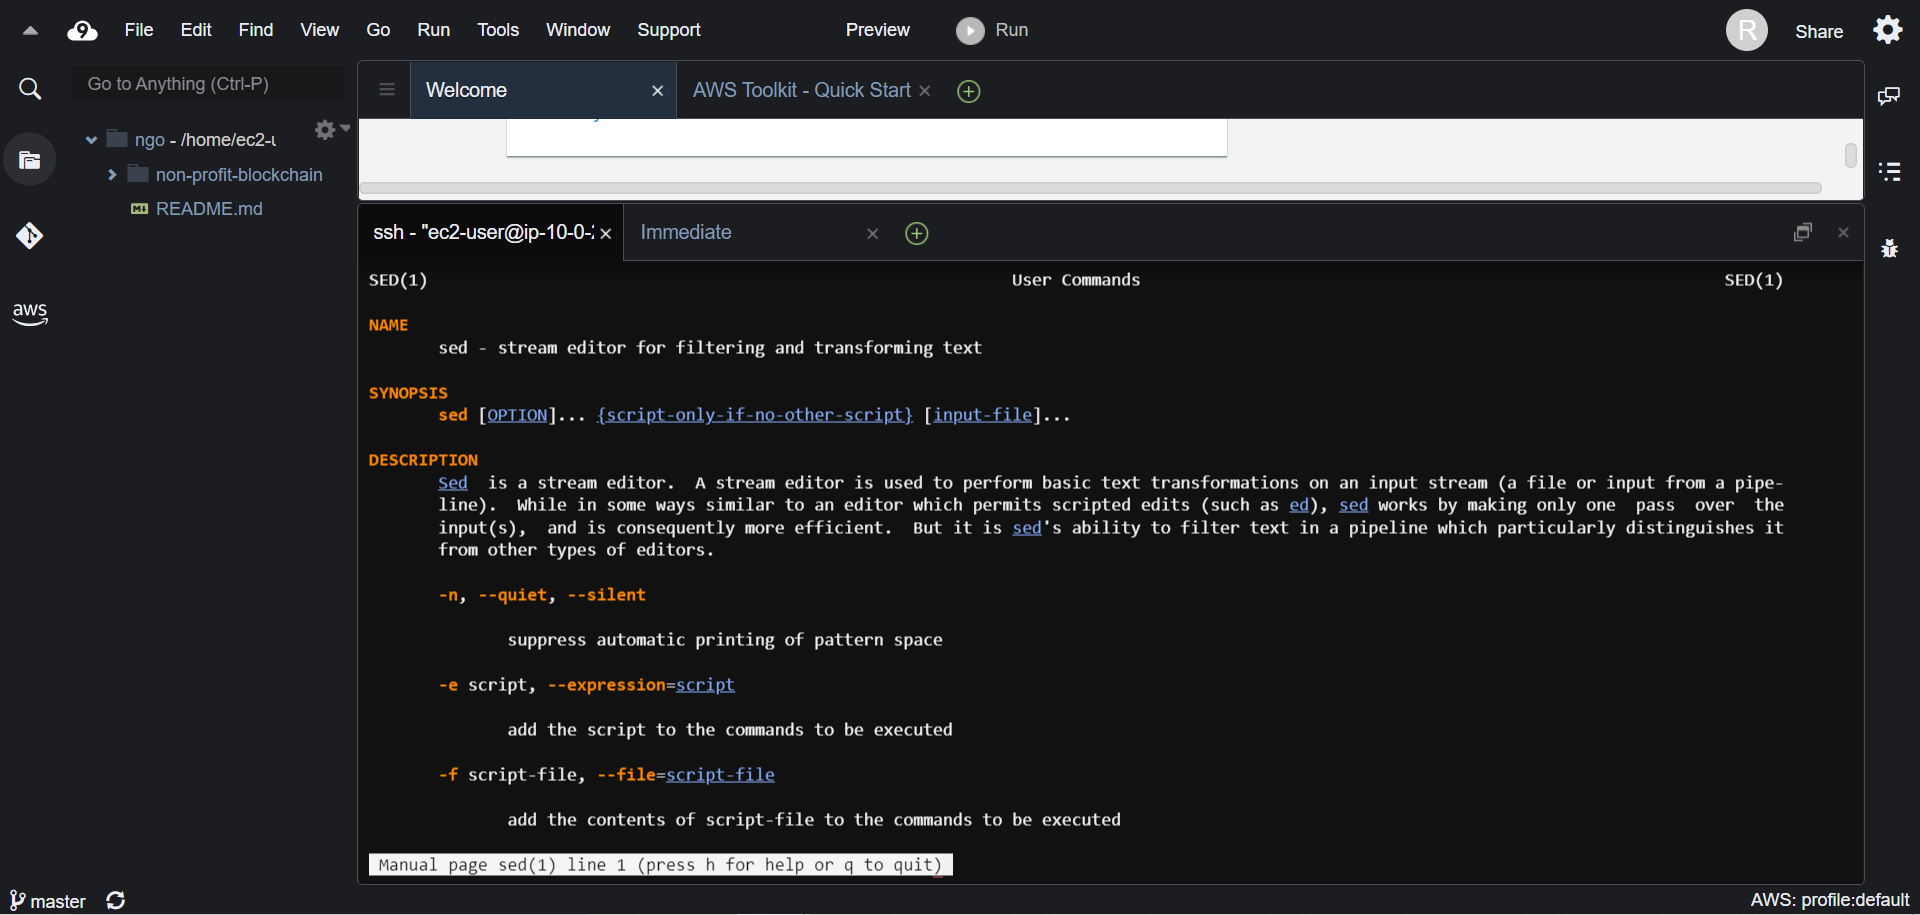 9 File Edit Find View Go Run Tools Window Support Preview Run R Share
Go to Anything (Ctrl-P)
Welcome
AWS Toolkit - Quick Start
ngo - /home/ec2-u
non-profit-blockchain
M↓ README.md
aws
ssh - "ec2-user@ip-10-0-2
Immediate
SED(1) User Commands SED(1)
NAME
sed - stream editor for filtering and transforming text
SYNOPSIS
sed [OPTION]... {script-only-if-no-other-script} [input-file]...
DESCRIPTION
Sed is a stream editor. A stream editor is used to perform basic text transformations on an input stream (a file or input from a pipe-
line). While in some ways similar to an editor which permits scripted edits (such as ed), sed works by making only one pass over the
input(s), and is consequently more efficient. But it is sed's ability to filter text in a pipeline which particularly distinguishes it
from other types of editors.
-n, --quiet, --silent
suppress automatic printing of pattern space
-e script, --expression=script
add the script to the commands to be executed
-f script-file, --file=script-file
add the contents of script-file to the commands to be executed
Manual page sed(1) line 1 (press h for help or q to quit)
master
AWS: profile:default